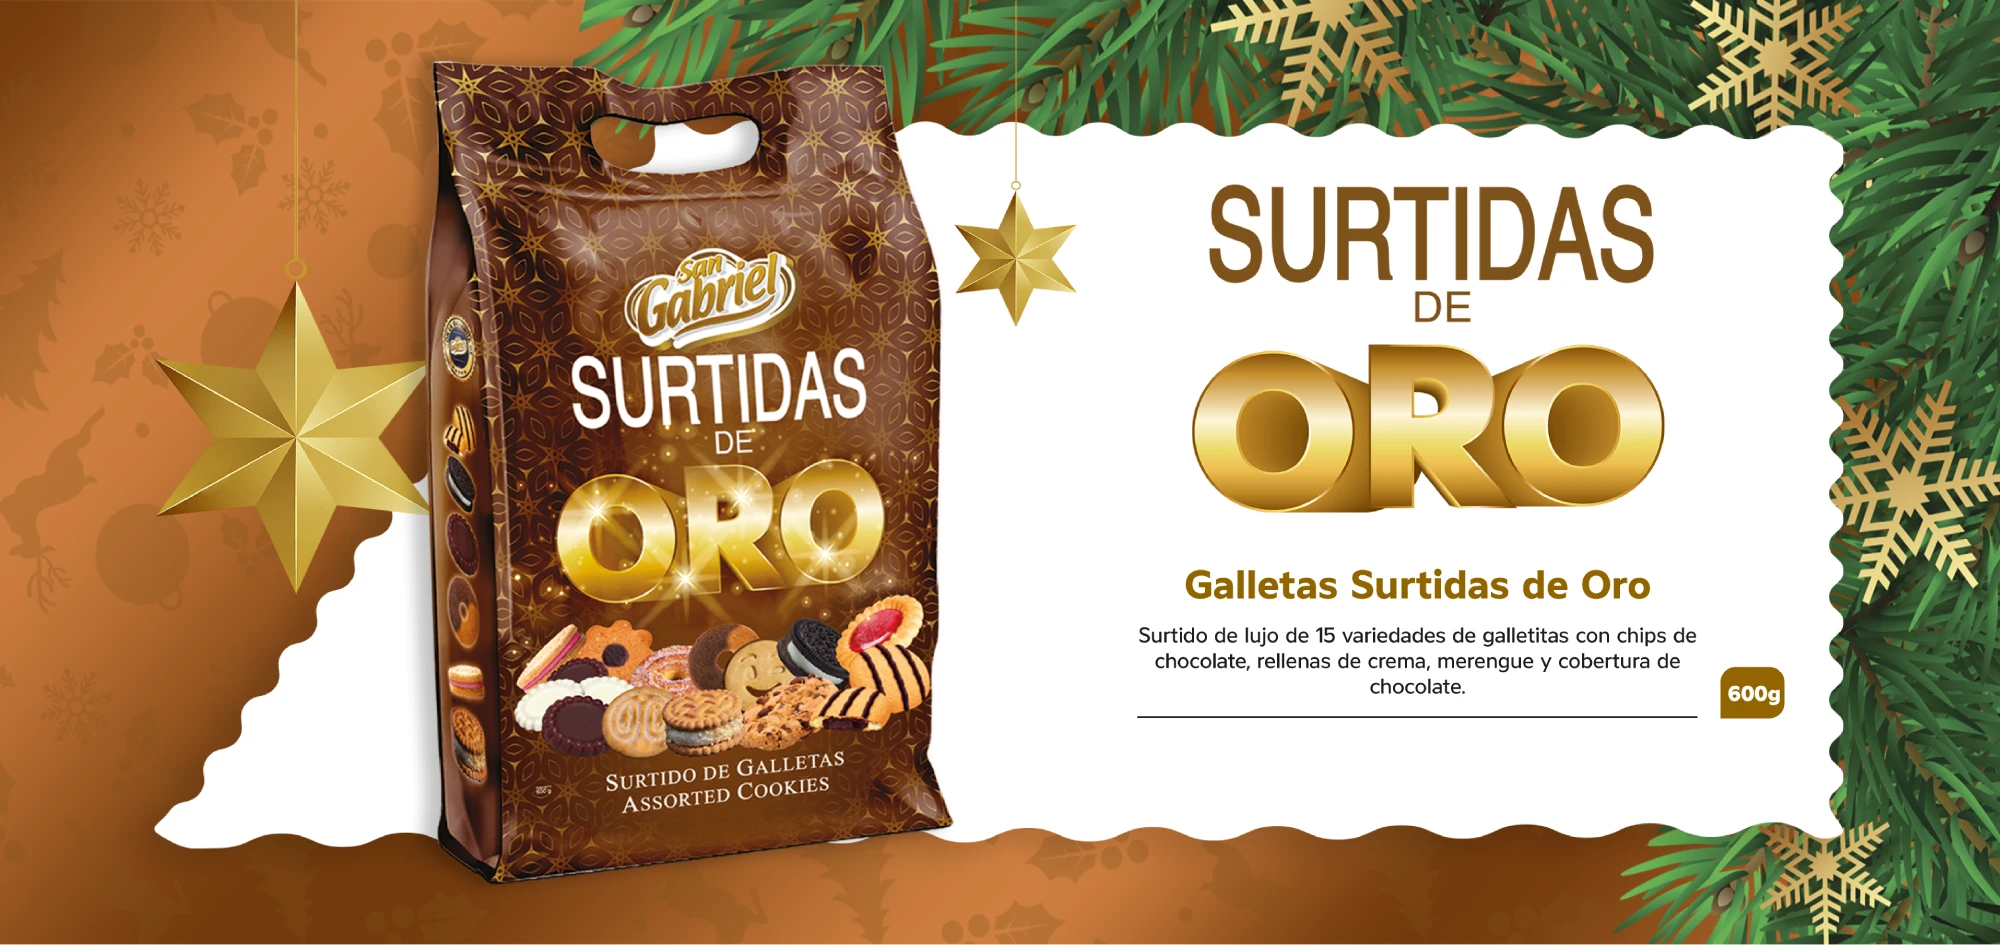 San
Gabriel
SURTIDAS
DE
ORO
SURTIDO DE GALLETAS
ASSORTED COOKIES
600 g
SURTIDAS
DE
ORO
Galletas Surtidas de Oro
Surtido de lujo de 15 variedades de galletitas con chips de
chocolate, rellenas de crema, merengue y cobertura de
chocolate.
600g